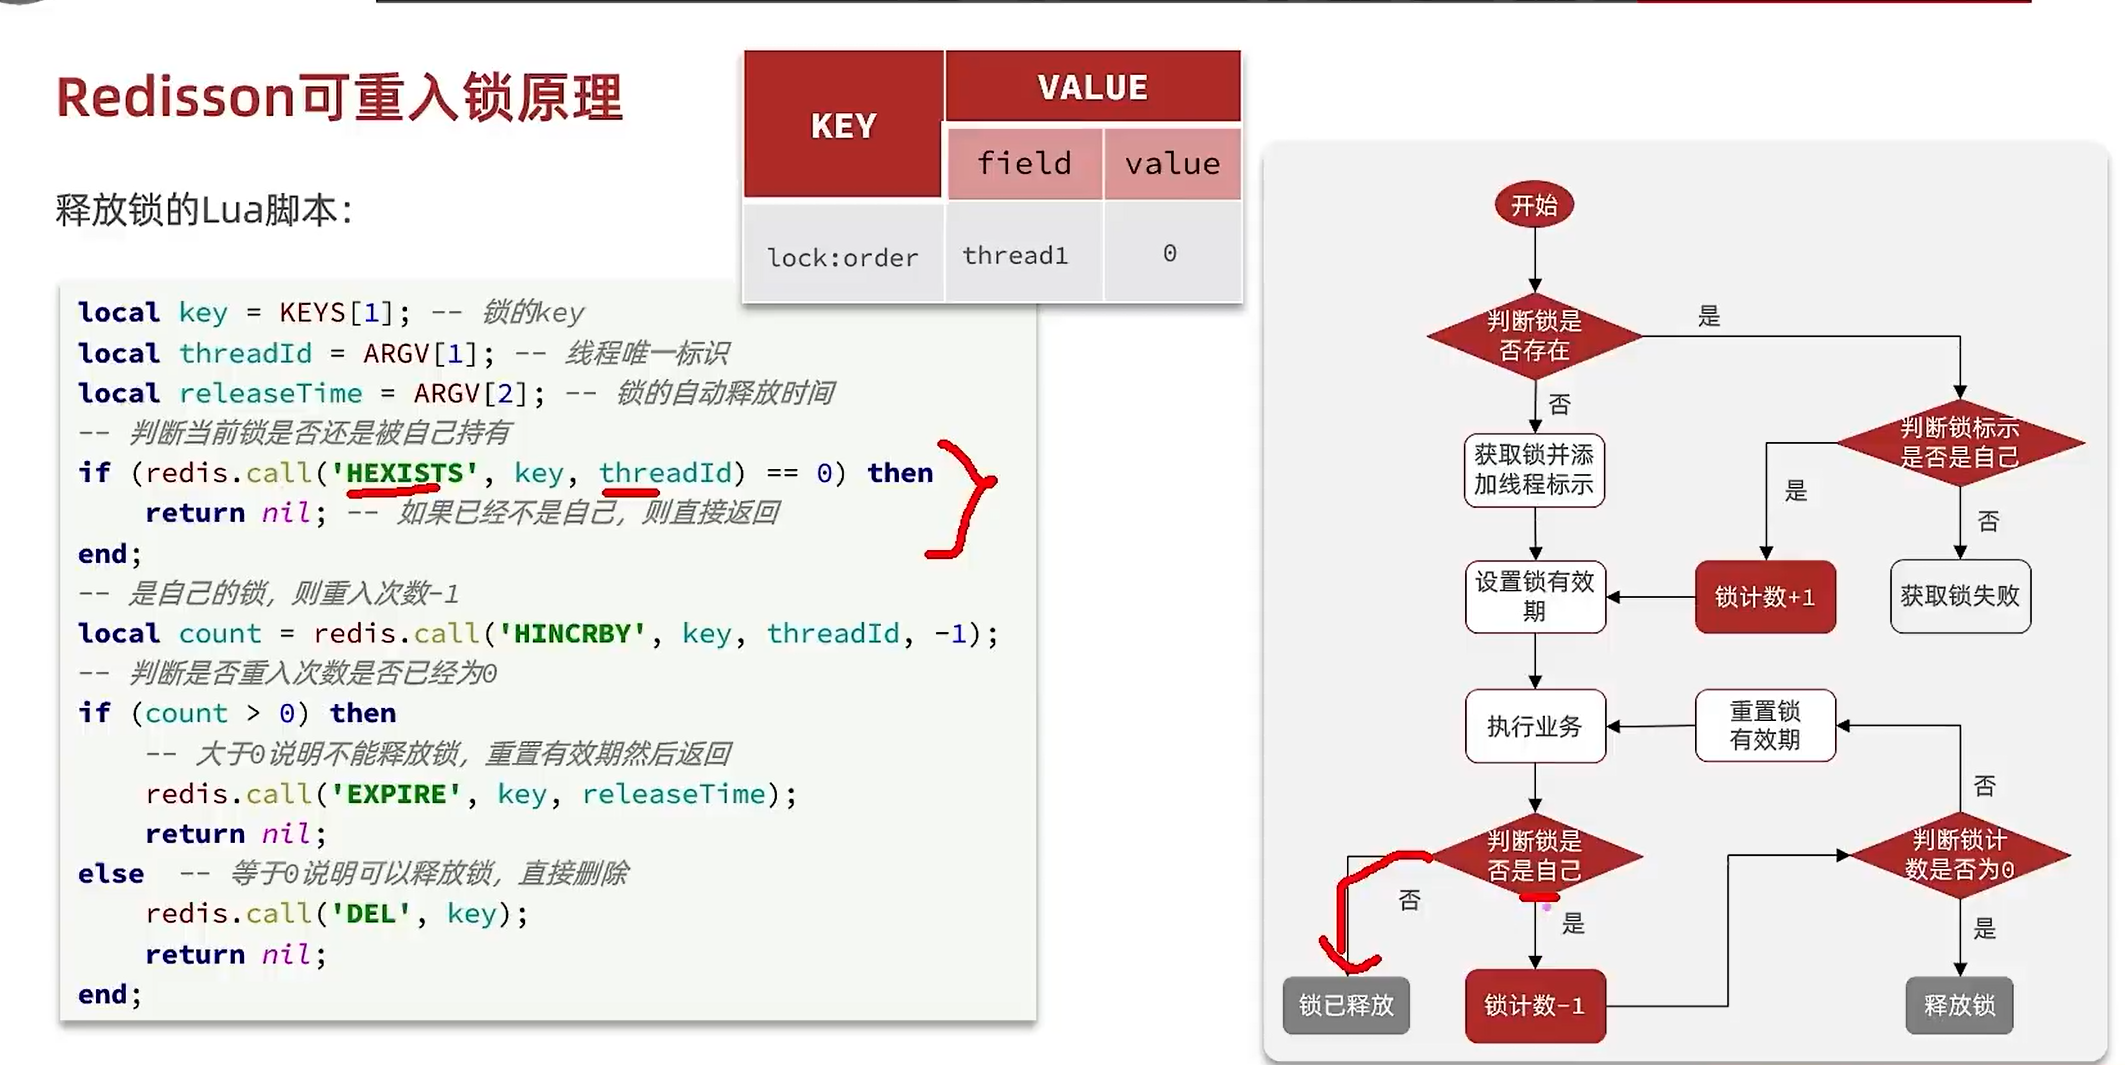 Redisson可重入锁原理
释放锁的Lua脚本:
KEY
VALUE
field
value
lock:order
thread1
0
local key = KEYS[1]; -- 锁的key
local threadId = ARGV[1]; -- 线程唯一标识
local releaseTime = ARGV[2]; -- 锁的自动释放时间
-- 判断当前锁是否还是被自己持有
if (redis.call('HEXISTS', key, threadId) == 0) then
    return nil; -- 如果已经不是自己，则直接返回
end;
-- 是自己的锁，则重入次数-1
local count = redis.call('HINCRBY', key, threadId, -1);
-- 判断是否重入次数是否已经为0
if (count > 0) then
    -- 大于0说明不能释放锁，重置有效期然后返回
    redis.call('EXPIRE', key, releaseTime);
    return nil;
else  -- 等于0说明可以释放锁，直接删除
    redis.call('DEL', key);
    return nil;
end;
开始
判断锁是
否存在
是
否
判断锁标示
是否是自己
获取锁并添
加线程标示
是
否
设置锁有效
期
锁计数+1
获取锁失败
执行业务
重置锁
有效期
否
判断锁是
否是自己
判断锁计
数是否为0
否
是
是
锁已释放
锁计数-1
释放锁